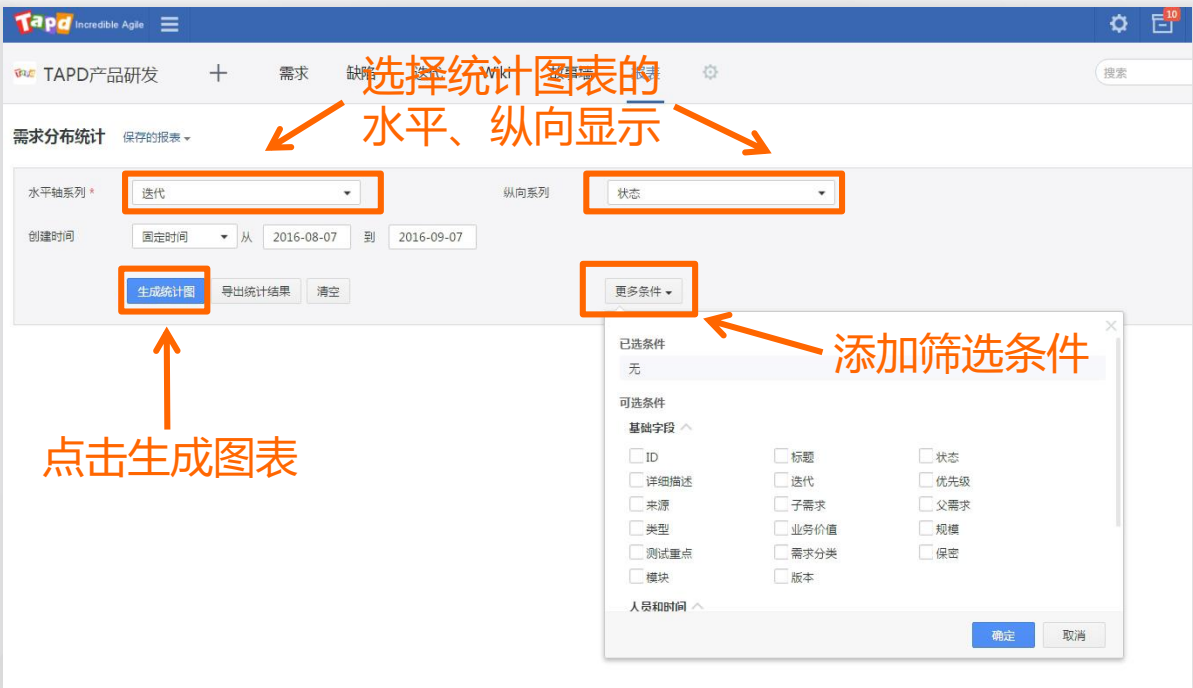 Tapd Incredible Agile
10
TAPD产品研发
需求
缺陷
迭代
Wiki
故事墙
报表
搜索
选择统计图表的
水平、纵向显示
需求分布统计 保存的报表
水平轴系列 * 迭代 纵向系列 状态
创建时间 固定时间 从 2016-08-07 到 2016-09-07
生成统计图 导出统计结果 清空 更多条件
已选条件
无
添加筛选条件
可选条件
基础字段
ID 标题 状态
详细描述 迭代 优先级
来源 子需求 父需求
类型 业务价值 规模
测试重点 需求分类 保密
模块 版本
人员和时间
确定 取消
点击生成图表